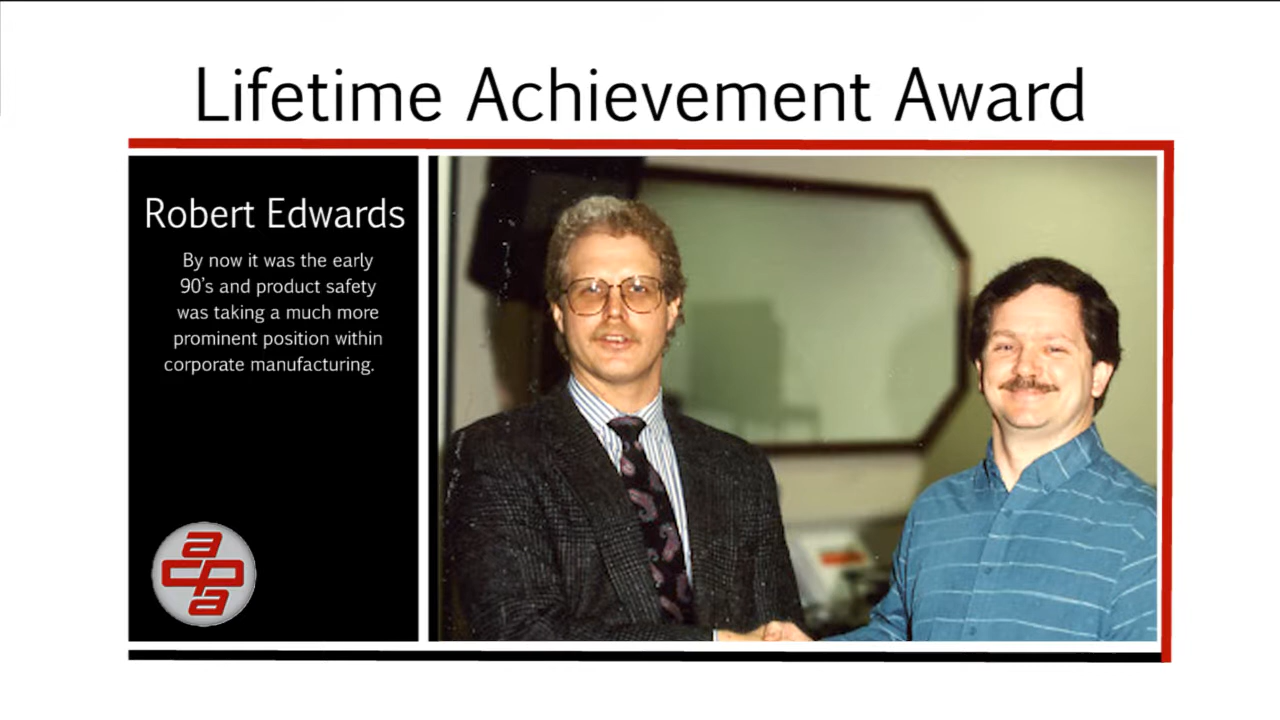 Lifetime Achievement Award
Robert Edwards
By now it was the early
90's and product safety
was taking a much more
prominent position within
corporate manufacturing.
a
cp
a